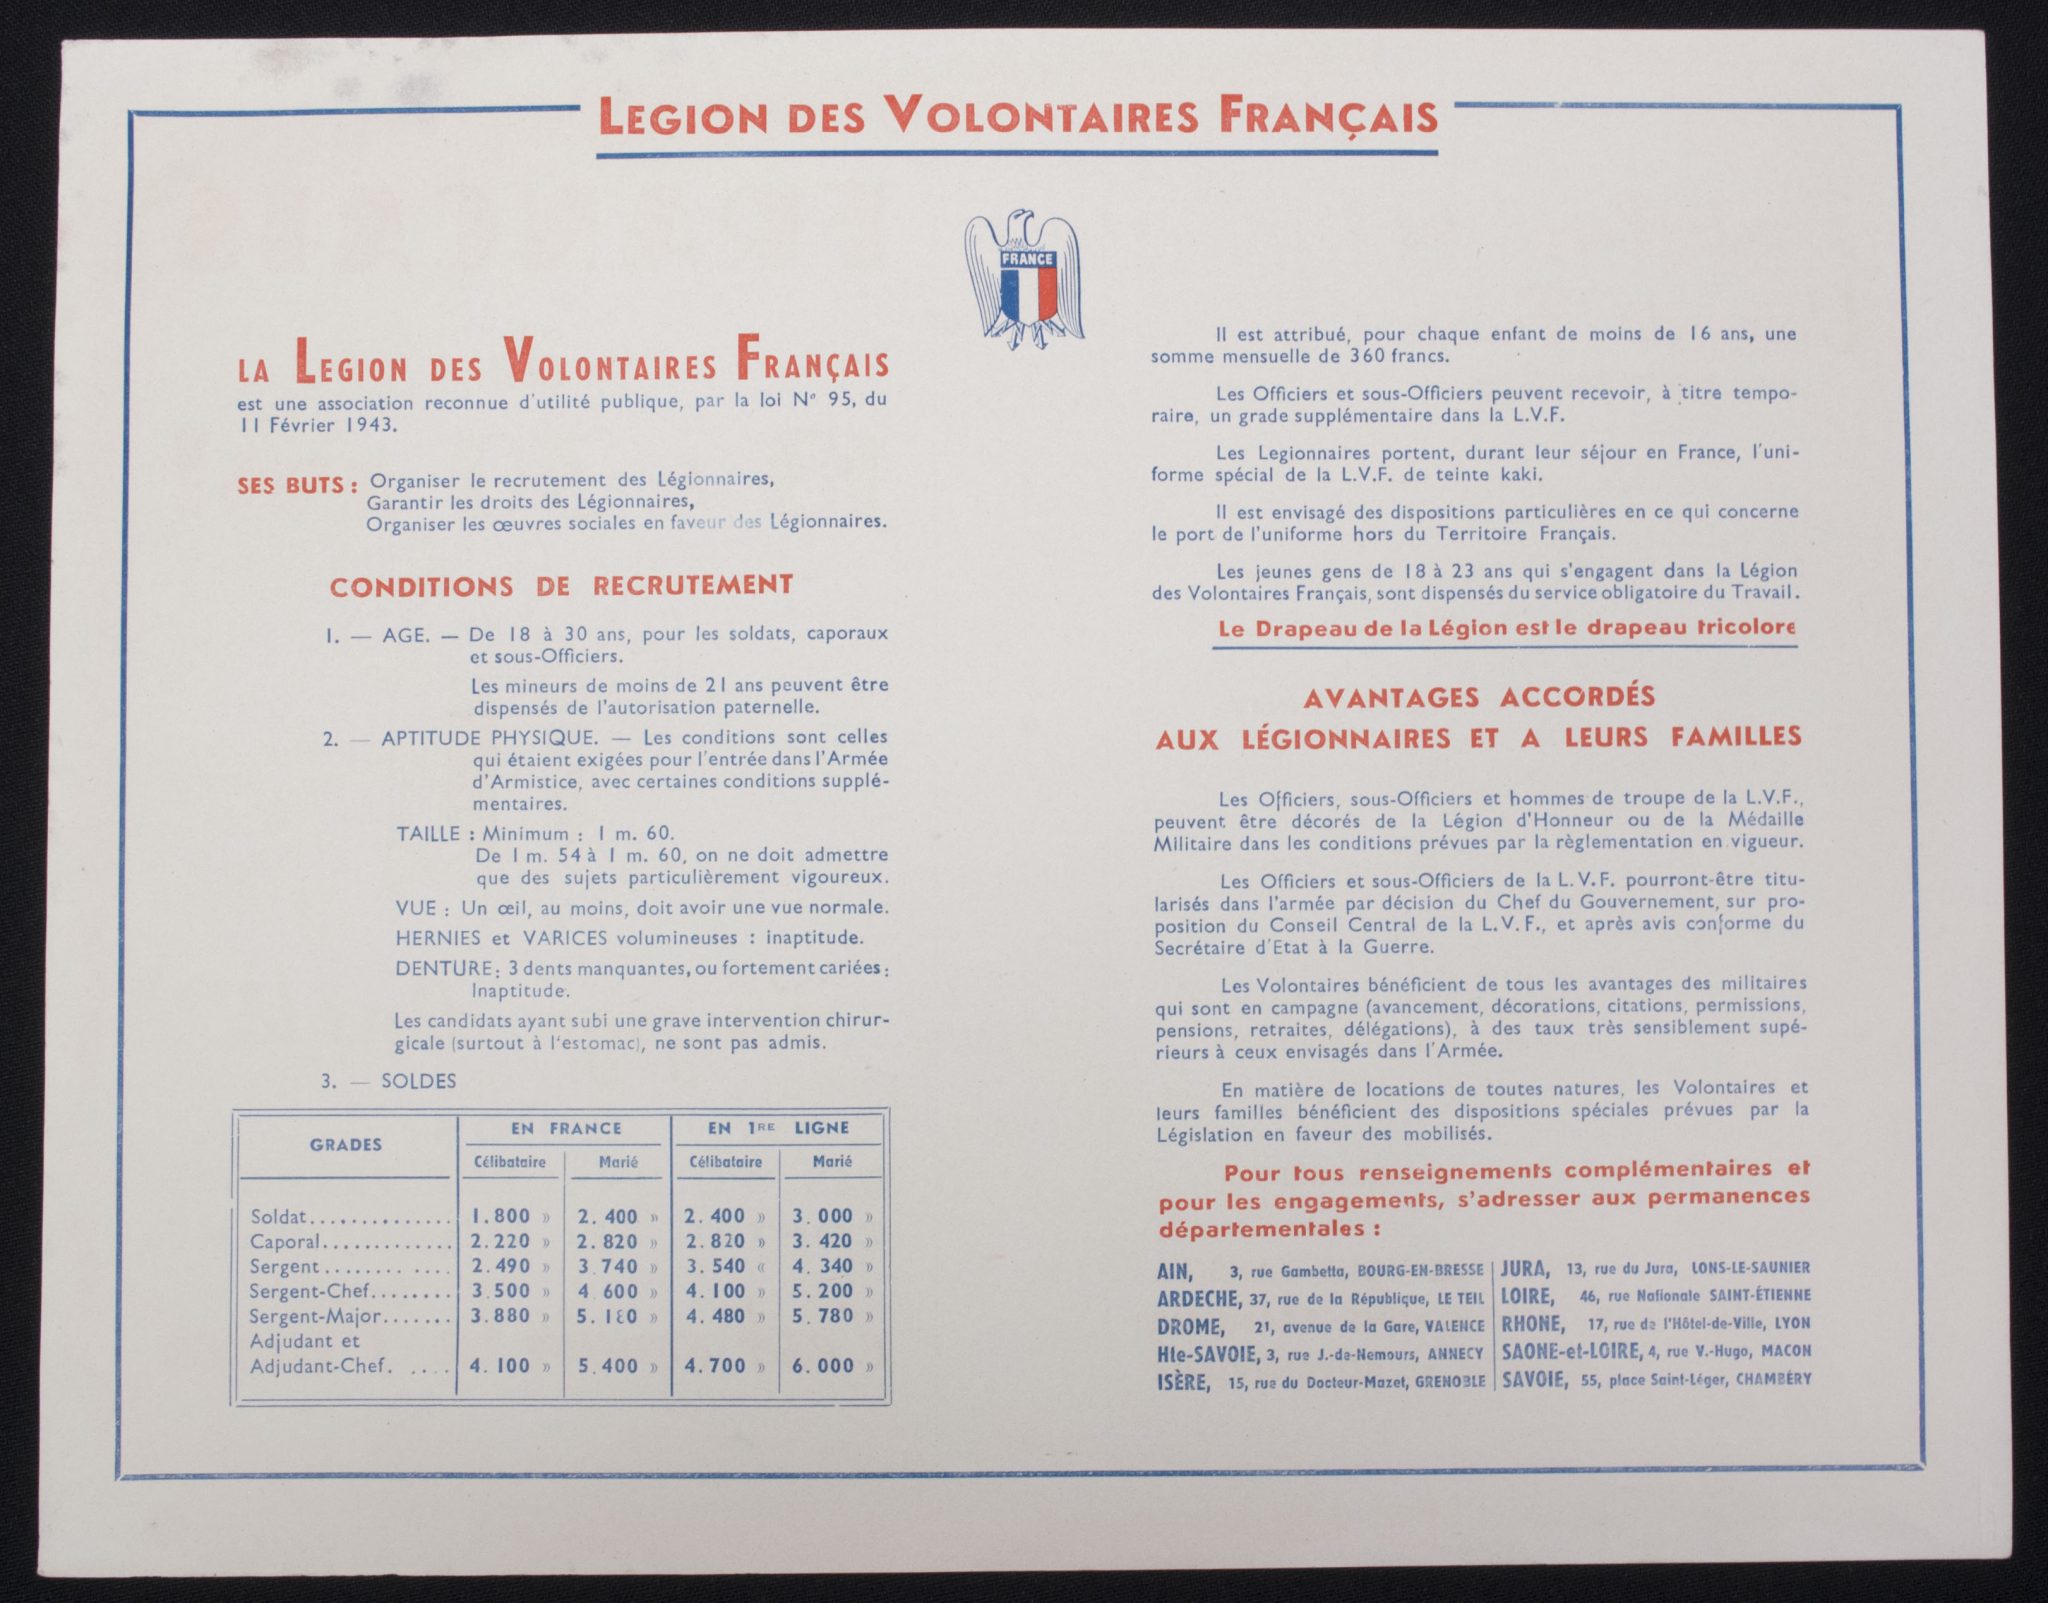 LEGION DES VOLONTAIRES FRANÇAIS
FRANCE
LA LEGION DES VOLONTAIRES FRANÇAIS
est une association reconnue d'utilité publique, par la loi N° 95, du
11 Février 1943.
SES BUTS : Organiser le recrutement des Légionnaires,
Garantir les droits des Légionnaires,
Organiser les œuvres sociales en faveur des Légionnaires.
CONDITIONS DE RECRUTEMENT
1. — AGE. — De 18 à 30 ans, pour les soldats, caporaux
et sous-Officiers.
Les mineurs de moins de 21 ans peuvent être
dispensés de l'autorisation paternelle.
2. — APTITUDE PHYSIQUE. — Les conditions sont celles
qui étaient exigées pour l'entrée dans l'Armée
d'Armistice, avec certaines conditions supplé-
mentaires.
TAILLE : Minimum : 1 m. 60.
De 1 m. 54 à 1 m. 60, on ne doit admettre
que des sujets particulièrement vigoureux.
VUE : Un œil, au moins, doit avoir une vue normale.
HERNIES et VARICES volumineuses : inaptitude.
DENTURE : 3 dents manquantes, ou fortement cariées :
Inaptitude.
Les candidats ayant subi une grave intervention chirur-
gicale (surtout à l'estomac), ne sont pas admis.
3. — SOLDES
GRADES EN FRANCE EN 1RE LIGNE
Célibataire Marié Célibataire Marié
Soldat.............. 1.800 » 2.400 » 2.400 » 3.000 »
Caporal............. 2.220 » 2.820 » 2.820 » 3.420 »
Sergent ........ .... 2.490 » 3.740 » 3.540 « 4.340 »
Sergent-Chef........ 3.500 » 4.600 » 4.100 » 5.200 »
Sergent-Major....... 3.880 » 5.180 » 4.480 » 5.780 »
Adjudant et
Adjudant-Chef. .... 4.100 » 5.400 » 4.700 » 6.000 »
Il est attribué, pour chaque enfant de moins de 16 ans, une
somme mensuelle de 360 francs.
Les Officiers et sous-Officiers peuvent recevoir, à titre tempo-
raire, un grade supplémentaire dans la L.V.F.
Les Legionnaires portent, durant leur séjour en France, l'uni-
forme spécial de la L.V.F. de teinte kaki.
Il est envisagé des dispositions particulières en ce qui concerne
le port de l'uniforme hors du Territoire Français.
Les jeunes gens de 18 à 23 ans qui s'engagent dans la Légion
des Volontaires Français, sont dispensés du service obligatoire du Travail.
Le Drapeau de la Légion est le drapeau tricolore
AVANTAGES ACCORDÉS
AUX LÉGIONNAIRES ET A LEURS FAMILLES
Les Officiers, sous-Officiers et hommes de troupe de la L.V.F.,
peuvent être décorés de la Légion d'Honneur ou de la Médaille
Militaire dans les conditions prévues par la règlementation en vigueur.
Les Officiers et sous-Officiers de la L.V.F. pourront-être titu-
larisés dans l'armée par décision du Chef du Gouvernement, sur pro-
position du Conseil Central de la L.V.F., et après avis conforme du
Secrétaire d'Etat à la Guerre.
Les Volontaires bénéficient de tous les avantages des militaires
qui sont en campagne (avancement, décorations, citations, permissions,
pensions, retraites, délégations), à des taux très sensiblement supé-
rieurs à ceux envisagés dans l'Armée.
En matière de locations de toutes natures, les Volontaires et
leurs familles bénéficient des dispositions spéciales prévues par la
Législation en faveur des mobilisés.
Pour tous renseignements complémentaires et
pour les engagements, s'adresser aux permanences
départementales :
AIN, 3, rue Gambetta, BOURG-EN-BRESSE JURA, 13, rue du Jura, LONS-LE-SAUNIER
ARDECHE, 37, rue de la République, LE TEIL LOIRE, 46, rue Nationale SAINT-ÉTIENNE
DROME, 21, avenue de la Gare, VALENCE RHONE, 17, rue de l'Hôtel-de-Ville, LYON
Hte-SAVOIE, 3, rue J.-de-Nemours, ANNECY SAONE-et-LOIRE, 4, rue V.-Hugo, MACON
ISÈRE, 15, rue du Docteur-Mazet, GRENOBLE SAVOIE, 55, place Saint-Léger, CHAMBÉRY